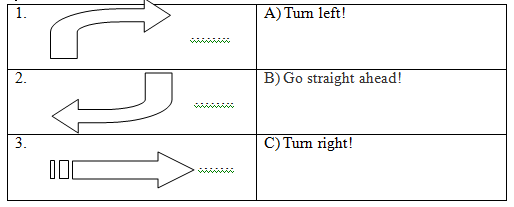 1. A) Turn left!
2. B) Go straight ahead!
3. C) Turn right!